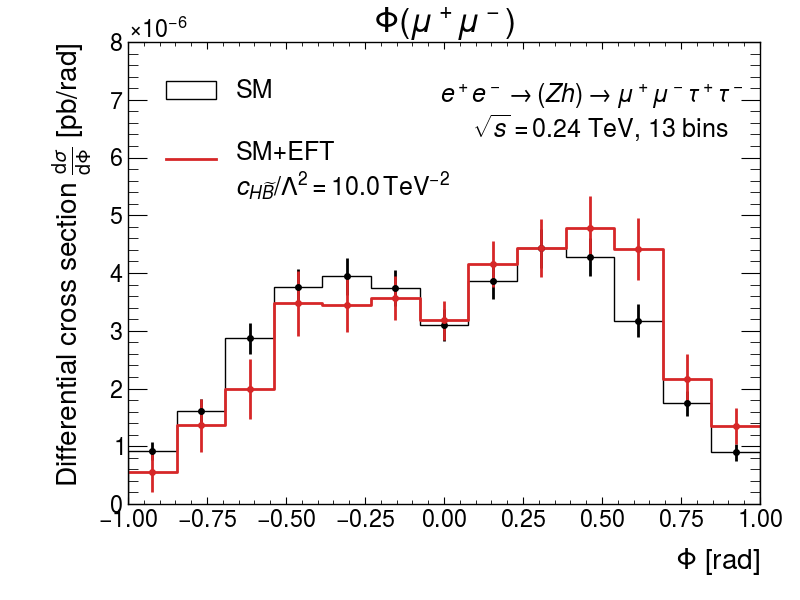 Φ(μ⁺μ⁻)
×10⁻⁶
8
7
6
5
4
3
2
1
0
Differential cross section dσ/dϕ [pb/rad]
SM
SM+EFT
c_{HB̃}/Λ² = 10.0 TeV⁻²
e⁺e⁻ → (Zh) → μ⁺μ⁻τ⁺τ⁻
√s = 0.24 TeV, 13 bins
−1.00 −0.75 −0.50 −0.25 0.00 0.25 0.50 0.75 1.00
Φ [rad]